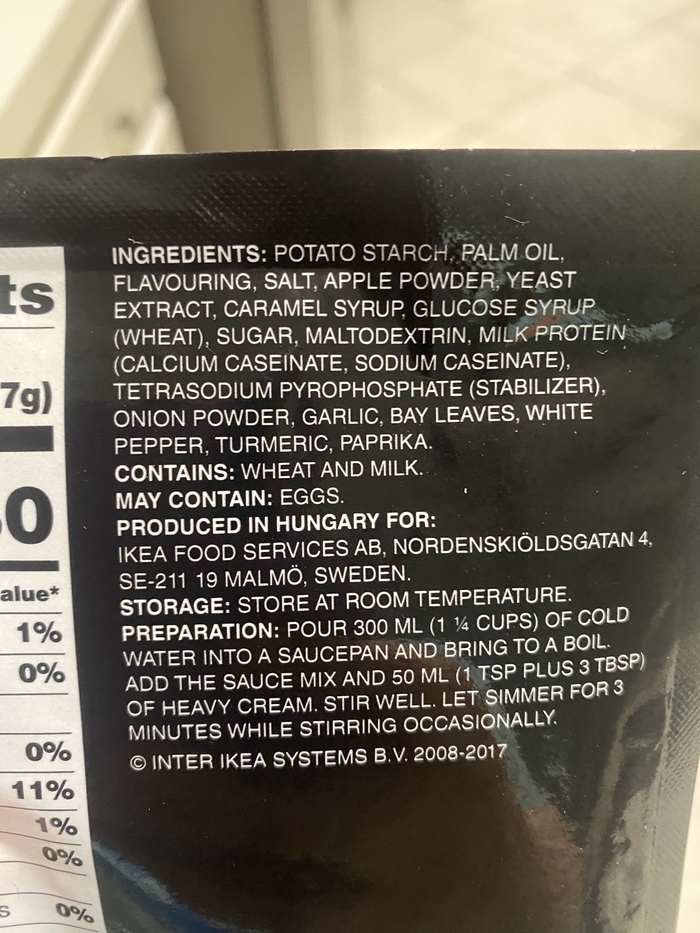 INGREDIENTS: POTATO STARCH, PALM OIL,
FLAVOURING, SALT, APPLE POWDER, YEAST
EXTRACT, CARAMEL SYRUP, GLUCOSE SYRUP
(WHEAT), SUGAR, MALTODEXTRIN, MILK PROTEIN
(CALCIUM CASEINATE, SODIUM CASEINATE),
TETRASODIUM PYROPHOSPHATE (STABILIZER),
ONION POWDER, GARLIC, BAY LEAVES, WHITE
PEPPER, TURMERIC, PAPRIKA.
CONTAINS: WHEAT AND MILK.
MAY CONTAIN: EGGS.
PRODUCED IN HUNGARY FOR:
IKEA FOOD SERVICES AB, NORDENSKIÖLDSGATAN 4,
SE-211 19 MALMÖ, SWEDEN.
STORAGE: STORE AT ROOM TEMPERATURE.
PREPARATION: POUR 300 ML (1 ¼ CUPS) OF COLD
WATER INTO A SAUCEPAN AND BRING TO A BOIL.
ADD THE SAUCE MIX AND 50 ML (1 TSP PLUS 3 TBSP)
OF HEAVY CREAM. STIR WELL. LET SIMMER FOR 3
MINUTES WHILE STIRRING OCCASIONALLY.
© INTER IKEA SYSTEMS B.V. 2008-2017
ts
7g)
0
alue*
1%
0%
0%
11%
1%
0%
s 0%